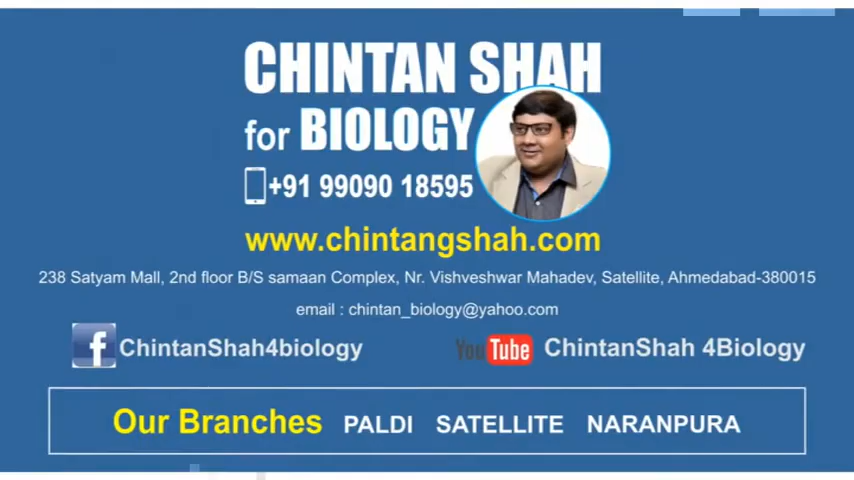 CHINTAN SHAH
for BIOLOGY
+91 99090 18595
www.chintangshah.com
238 Satyam Mall, 2nd floor B/S samaan Complex, Nr. Vishveshwar Mahadev, Satellite, Ahmedabad-380015
email : chintan_biology@yahoo.com
f ChintanShah4biology
YouTube ChintanShah 4Biology
Our Branches PALDI SATELLITE NARANPURA